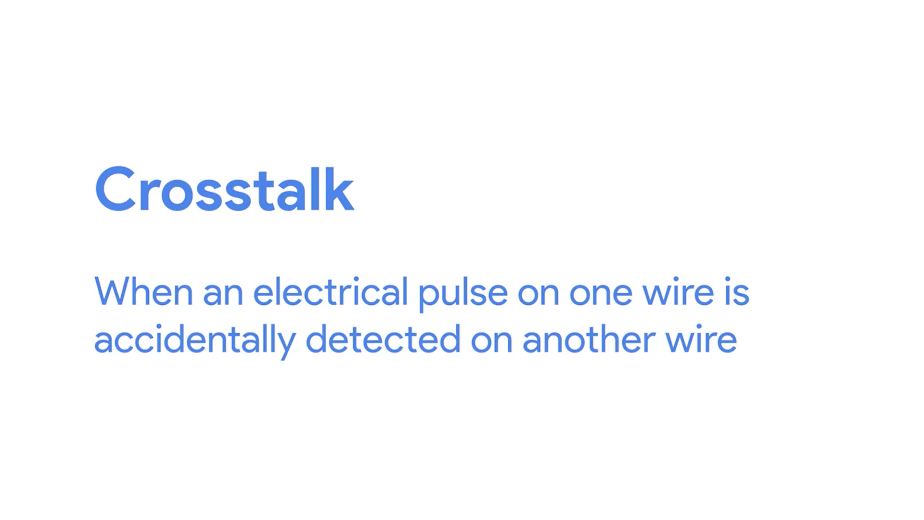 Crosstalk
When an electrical pulse on one wire is
accidentally detected on another wire